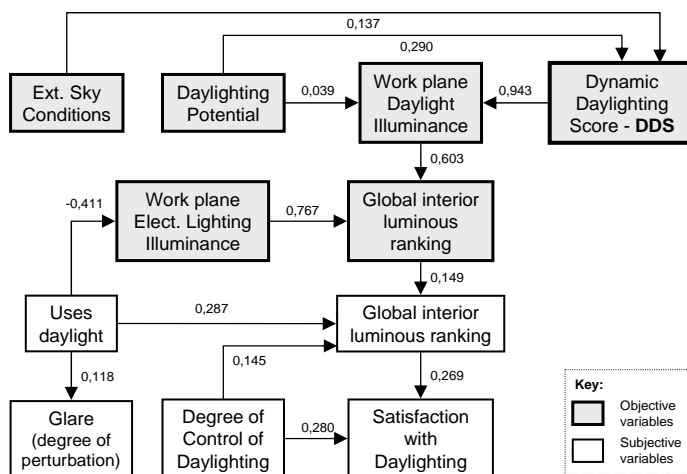 0,137
0,290
Ext. Sky
Conditions
Daylighting
Potential
0,039
Work plane
Daylight
Illuminance
0,943
Dynamic
Daylighting
Score - DDS
0,603
-0,411
Work plane
Elect. Lighting
Illuminance
0,767
Global interior
luminous
ranking
0,149
Uses
daylight
0,287
Global interior
luminous ranking
0,145
0,118
0,269
Glare
(degree of
perturbation)
Degree of
Control of
Daylighting
0,280
Satisfaction
with
Daylighting
Key:
Objective
variables
Subjective
variables